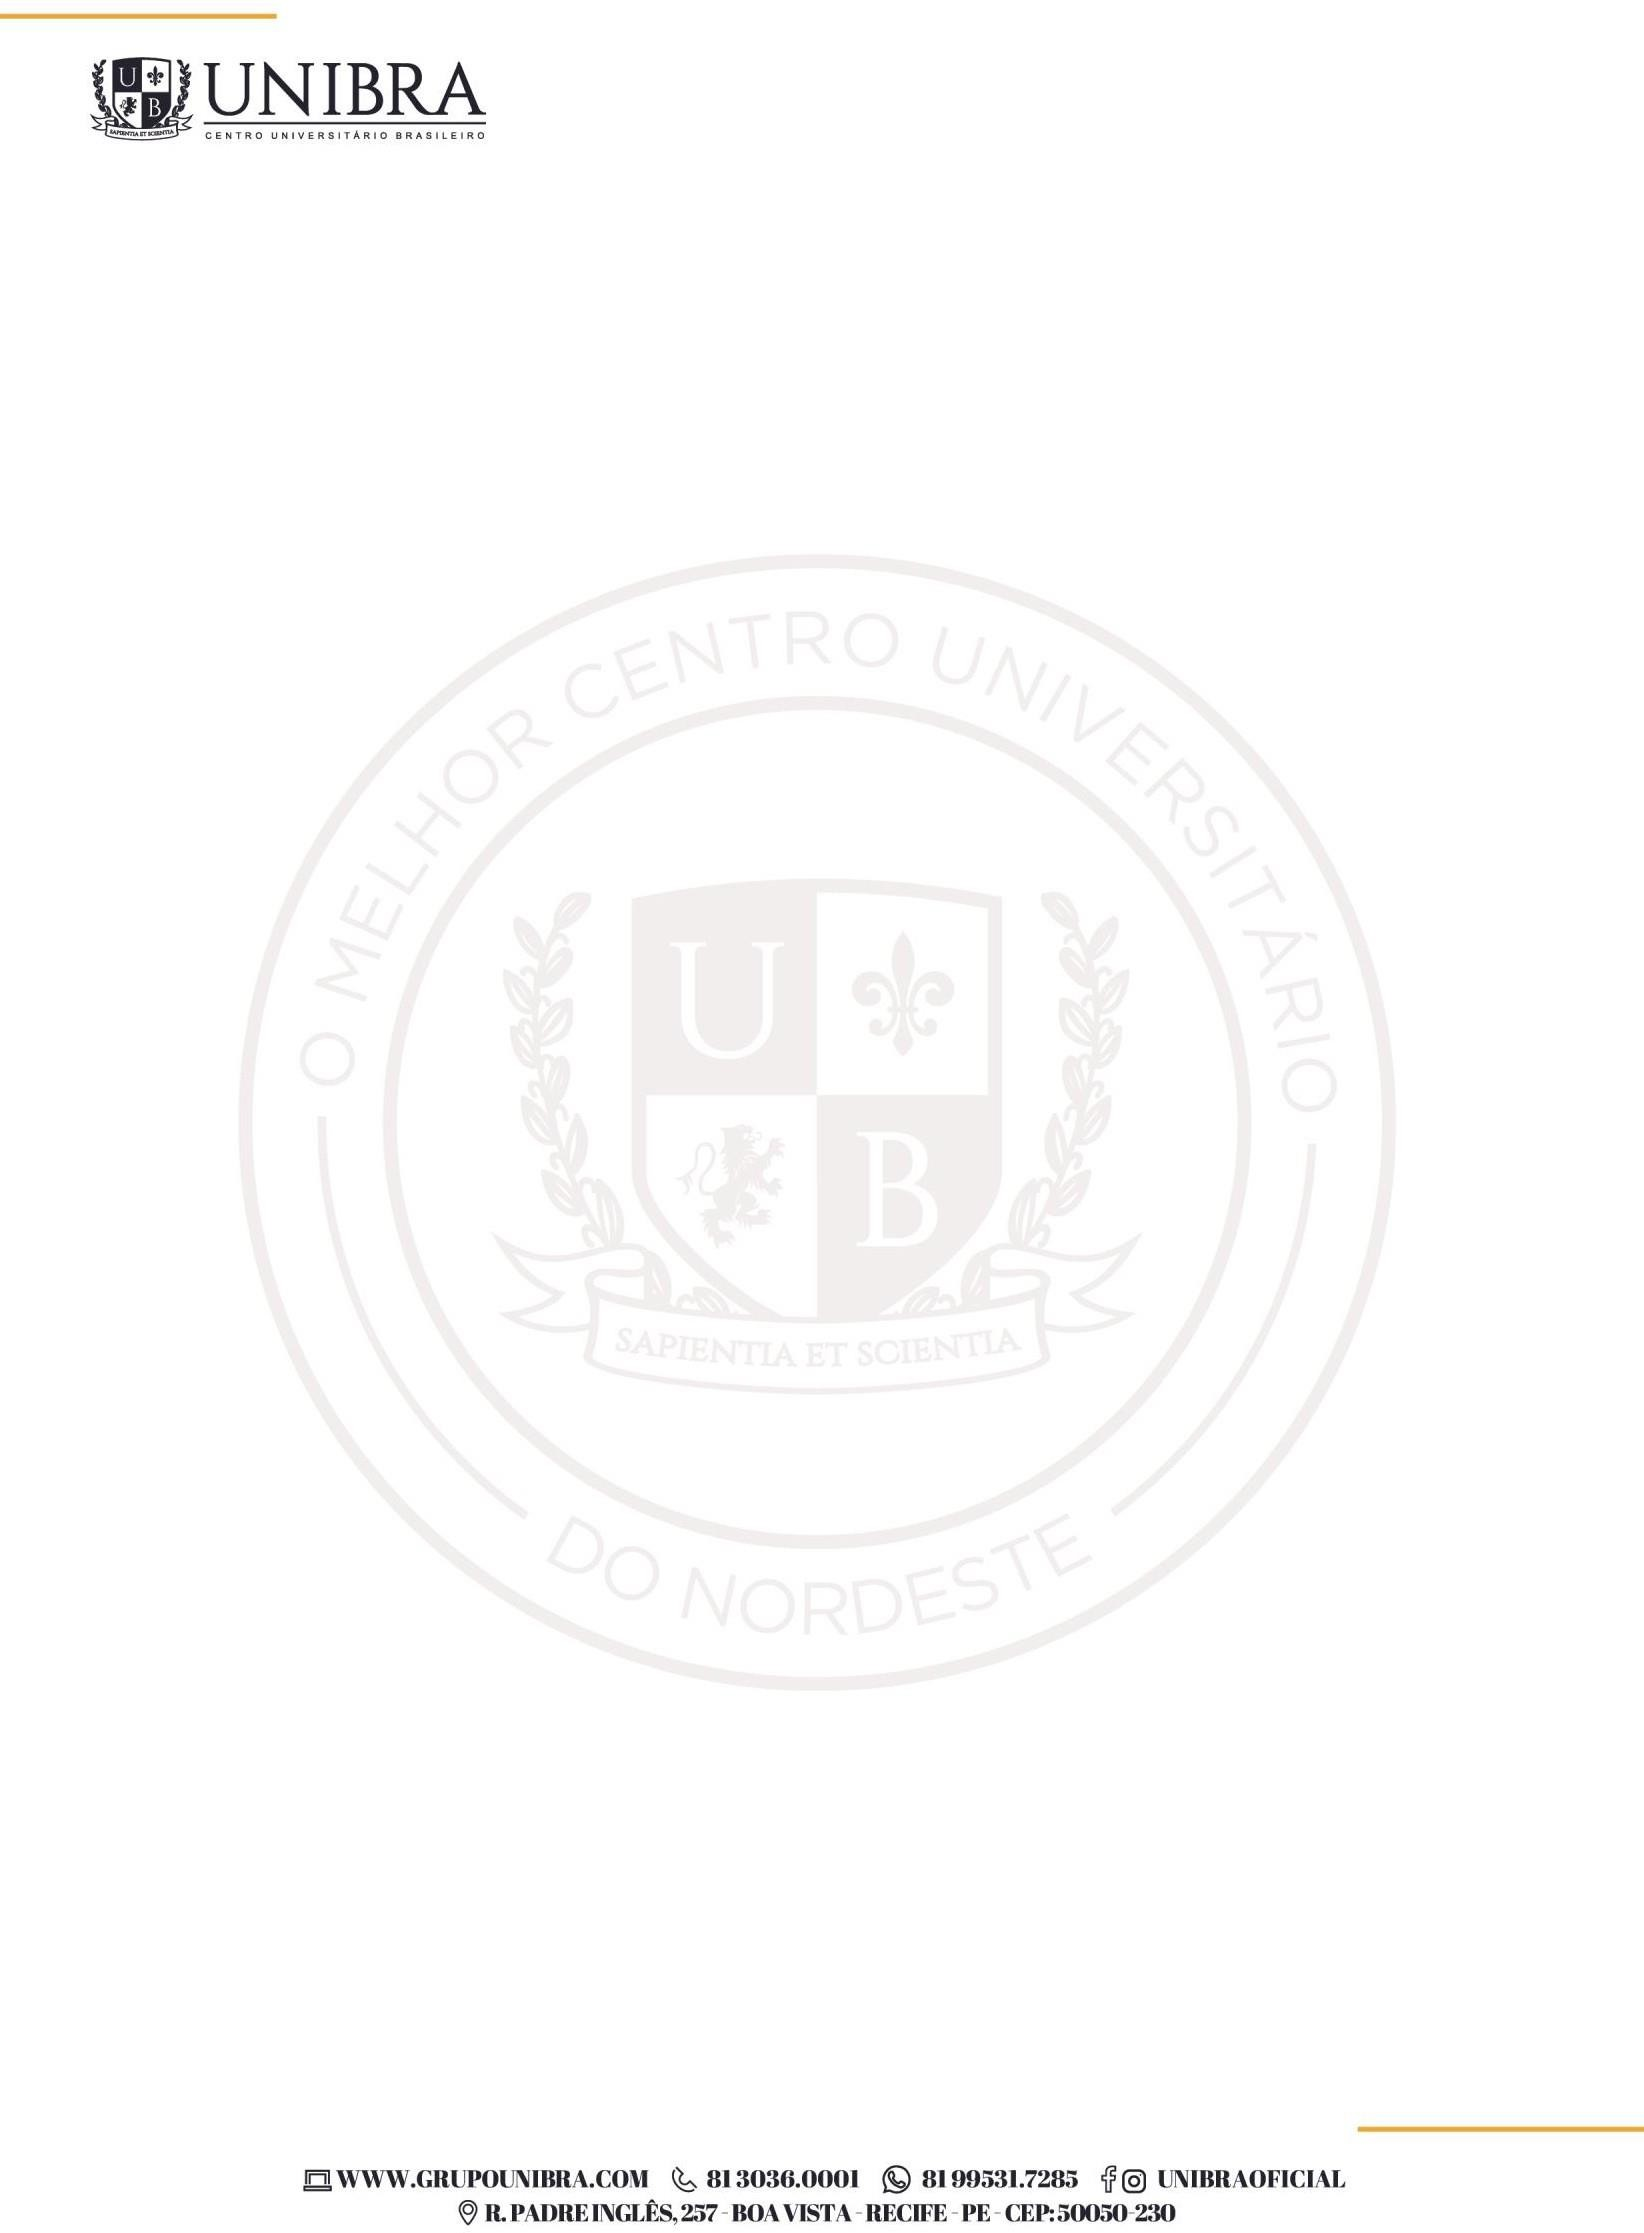 U
B
SAPIENTIA ET SCIENTIA
UNIBRA
CENTRO UNIVERSITÁRIO BRASILEIRO
O MELHOR CENTRO UNIVERSITÁRIO
U
B
SAPIENTIA ET SCIENTIA
DO NORDESTE
WWW.GRUPOUNIBRA.COM 81 3036.0001 81 99531.7285 UNIBRAOFICIAL
R. PADRE INGLÊS, 257 - BOA VISTA - RECIFE - PE - CEP: 50050-230